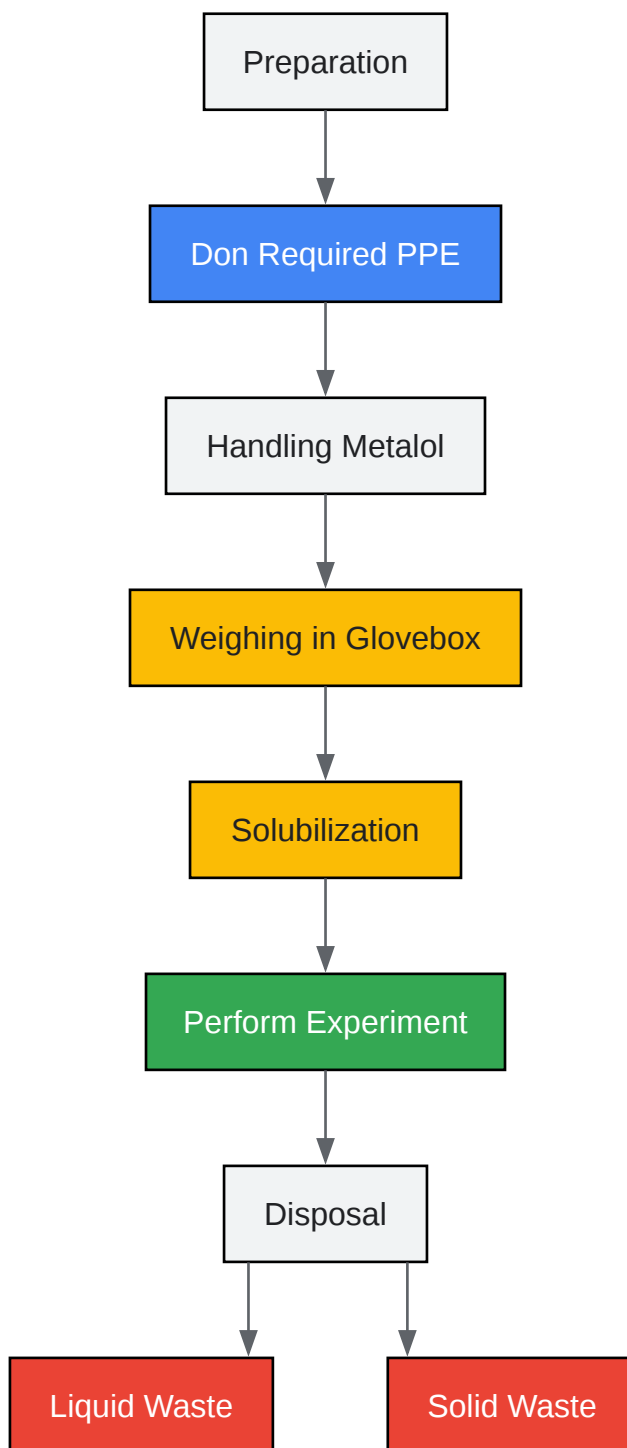 Preparation
Don Required PPE
Handling Metalol
Weighing in Glovebox
Solubilization
Perform Experiment
Disposal
Liquid Waste
Solid Waste